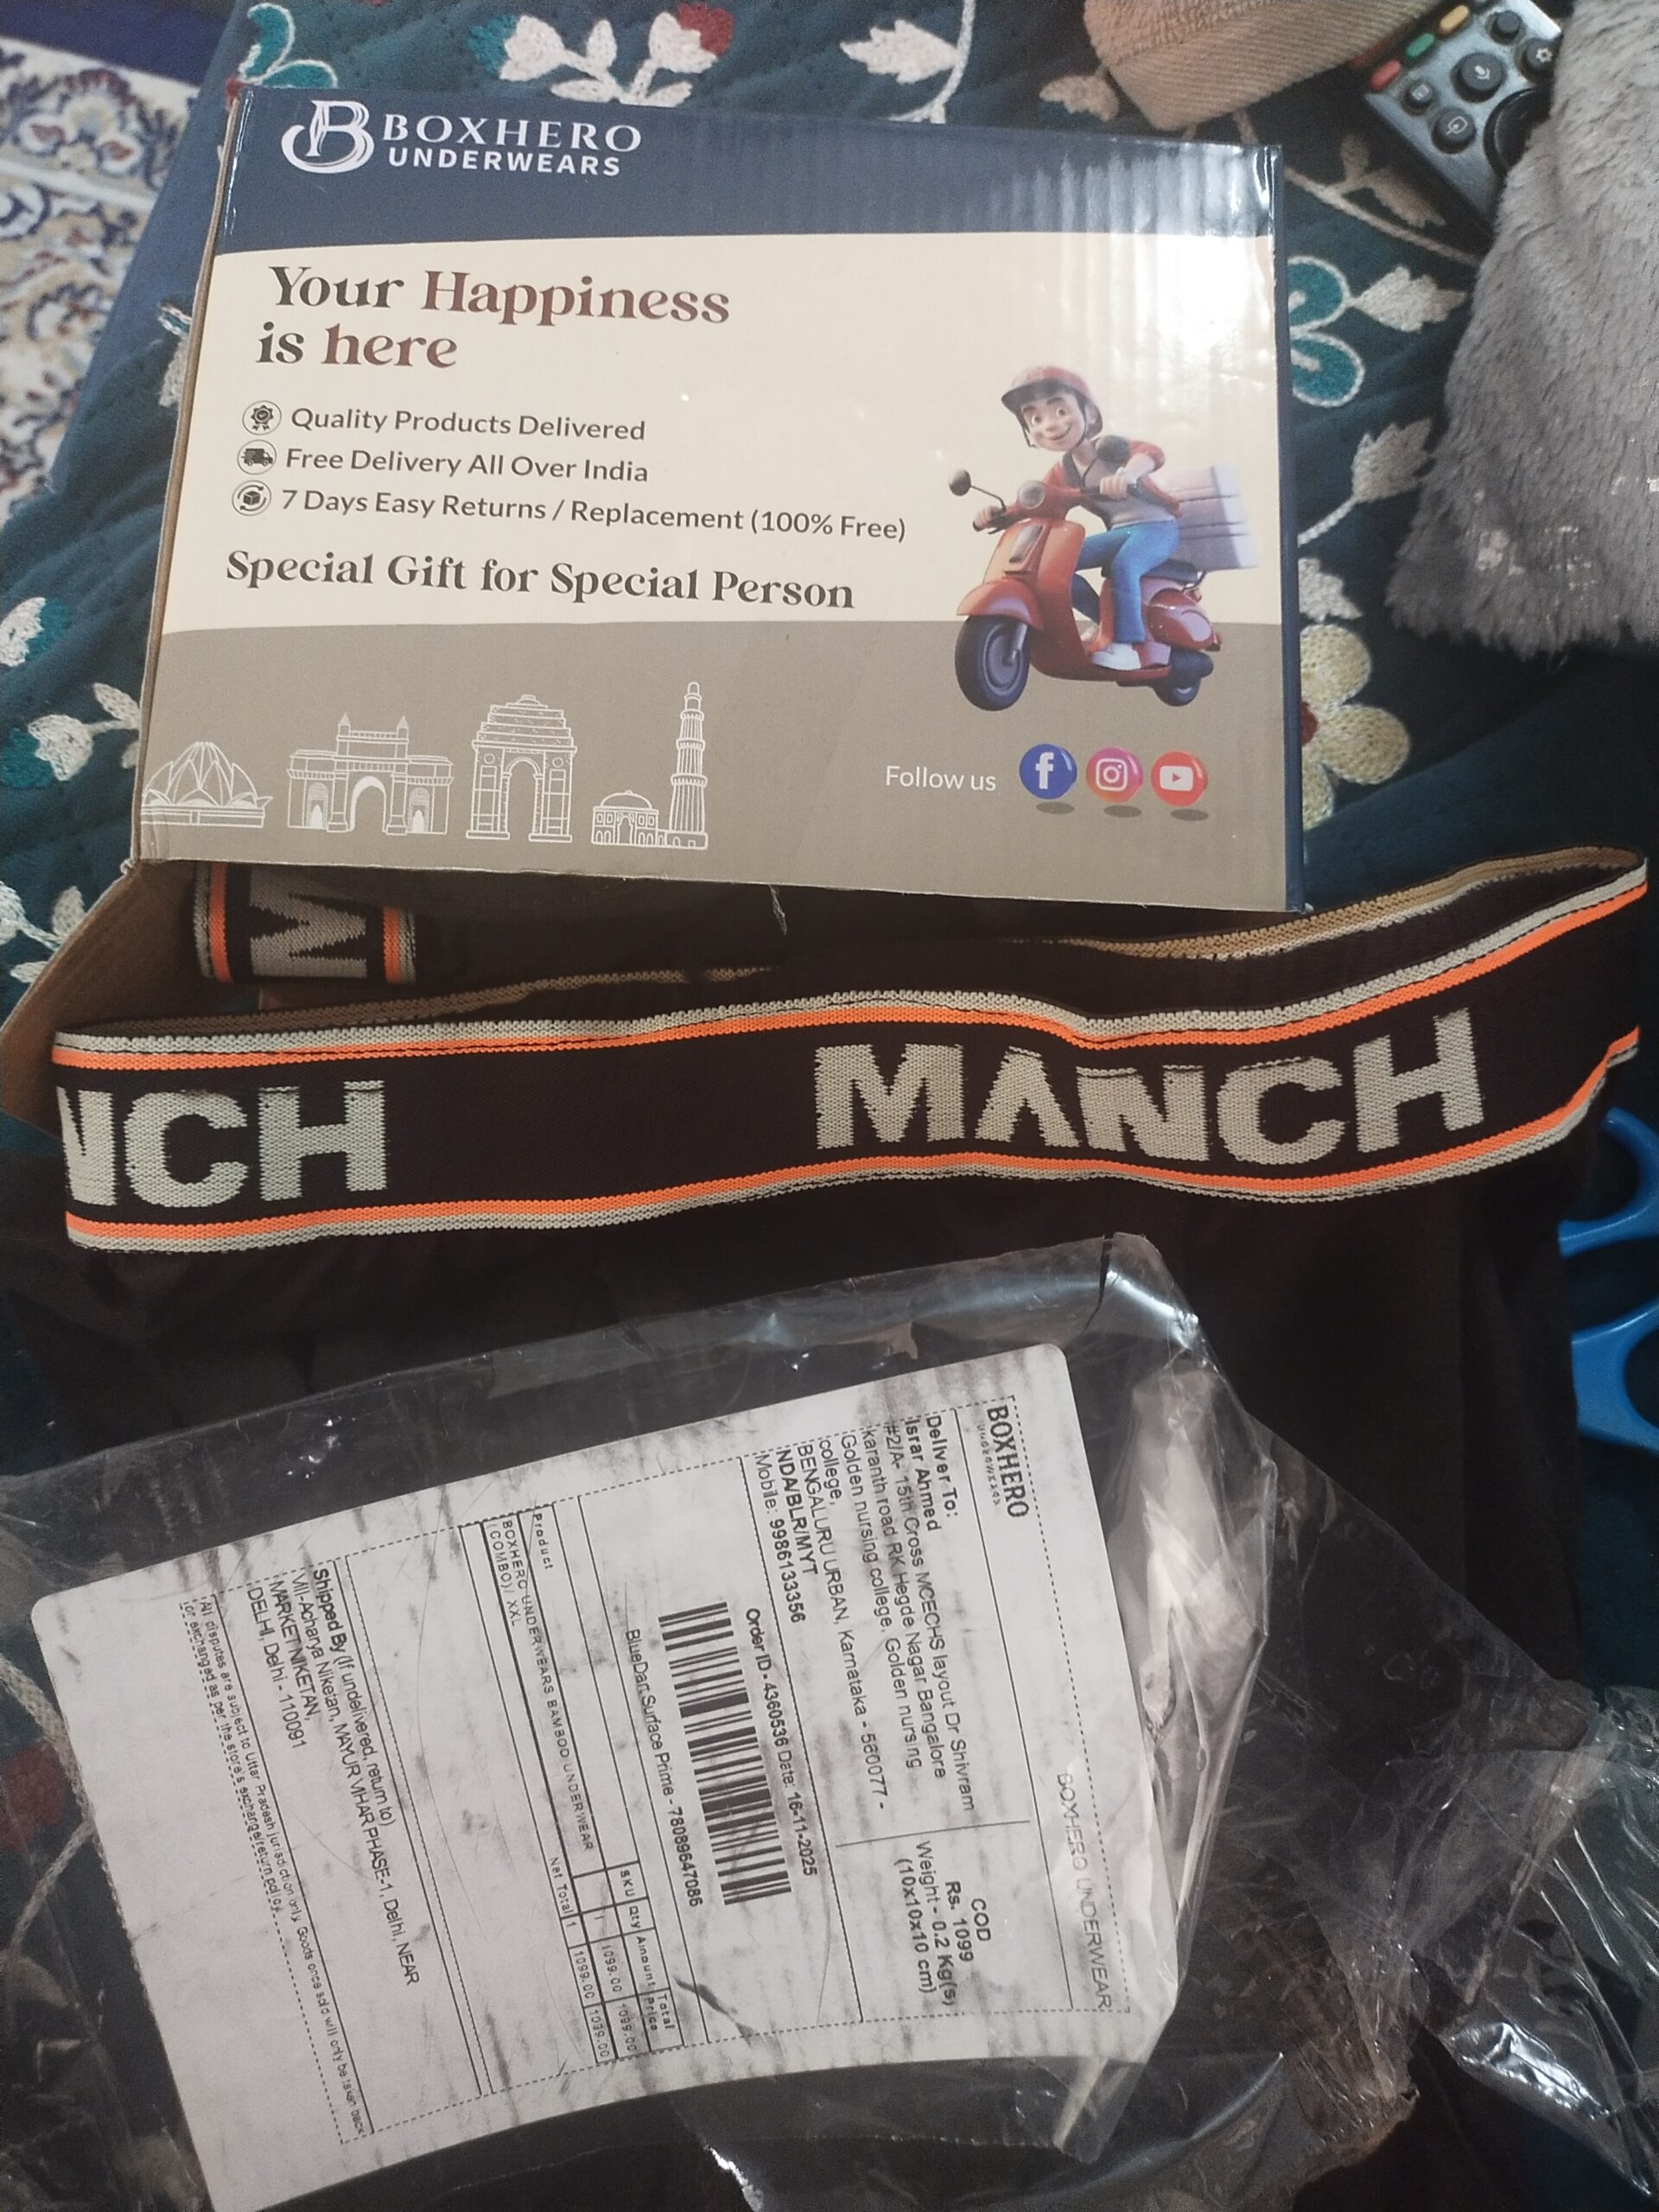 BOXHERO
UNDERWEARS
Your Happiness
is here
Quality Products Delivered
Free Delivery All Over India
7 Days Easy Returns / Replacement (100% Free)
Special Gift for Special Person
Follow us
M
NCH
MANCH
BOXHERO UNDERWEAR
BOXHERO
UNDERWEARS
Deliver To:
Israr Ahmed
#2/A- 15th Cross MCECHS layout Dr Shivram
karanth road RK Hegde Nagar Bangalore
Golden nursing college, Golden nursing
college,
BENGALURU URBAN, Karnataka - 560077 -
NDA/BLR/MYT
Mobile: 9986133356
COD
Rs. 1099
Weight - 0.2 Kg(s)
(10x10x10 cm)
Order ID - 4360536 Date: 16-11-2025
BlueDart Surface Prime - 78089647086
Product SKU Qty Amount Total Price
BOXHERO UNDERWEARS BAMBOO UNDERWEAR 1 1099.00 1099.00
(COMBO) / XXL
Net Total 1 1099.00 1099.00
Shipped By (If undelivered, return to)
Vill-Acharya Niketan, MAYUR VIHAR PHASE-1, Delhi, NEAR
MARKET NIKETAN,
DELHI, Delhi - 110091
All disputes are subject to Uttar Pradesh jurisdiction only. Goods once sold will only be taken back
or exchanged as per the store's exchange/return policy.